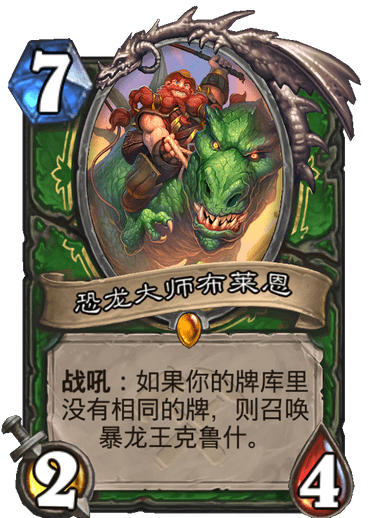 7
恐龙大师布莱恩
战吼：如果你的牌库里
没有相同的牌，则召唤
暴龙王克鲁什。
2
4